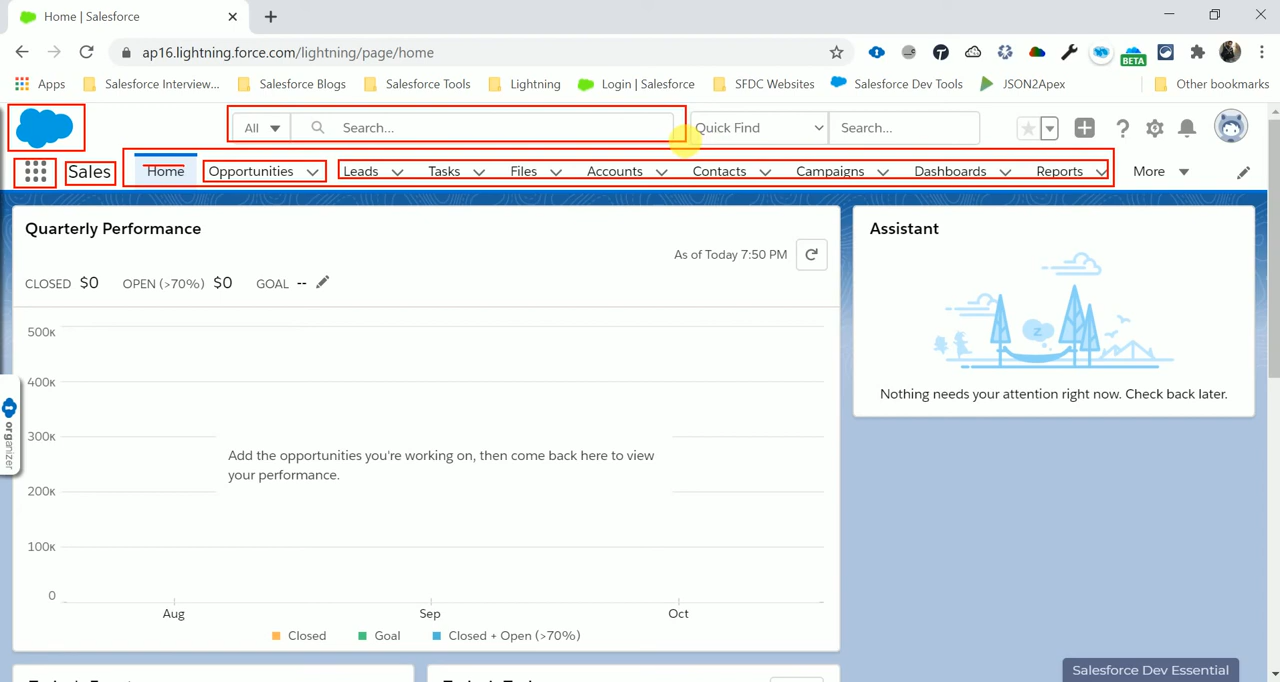 Home | Salesforce
ap16.lightning.force.com/lightning/page/home
BETA
Apps Salesforce Interview... Salesforce Blogs Salesforce Tools Lightning Login | Salesforce SFDC Websites Salesforce Dev Tools JSON2Apex Other bookmarks
All Search... Quick Find Search...
Sales Home Opportunities Leads Tasks Files Accounts Contacts Campaigns Dashboards Reports More
Quarterly Performance
As of Today 7:50 PM
CLOSED $0 OPEN (>70%) $0 GOAL --
500K
400K
300K
200K
100K
0
Add the opportunities you're working on, then come back here to view
your performance.
Aug Sep Oct
Closed Goal Closed + Open (>70%)
Assistant
z
Nothing needs your attention right now. Check back later.
organizer
Salesforce Dev Essential